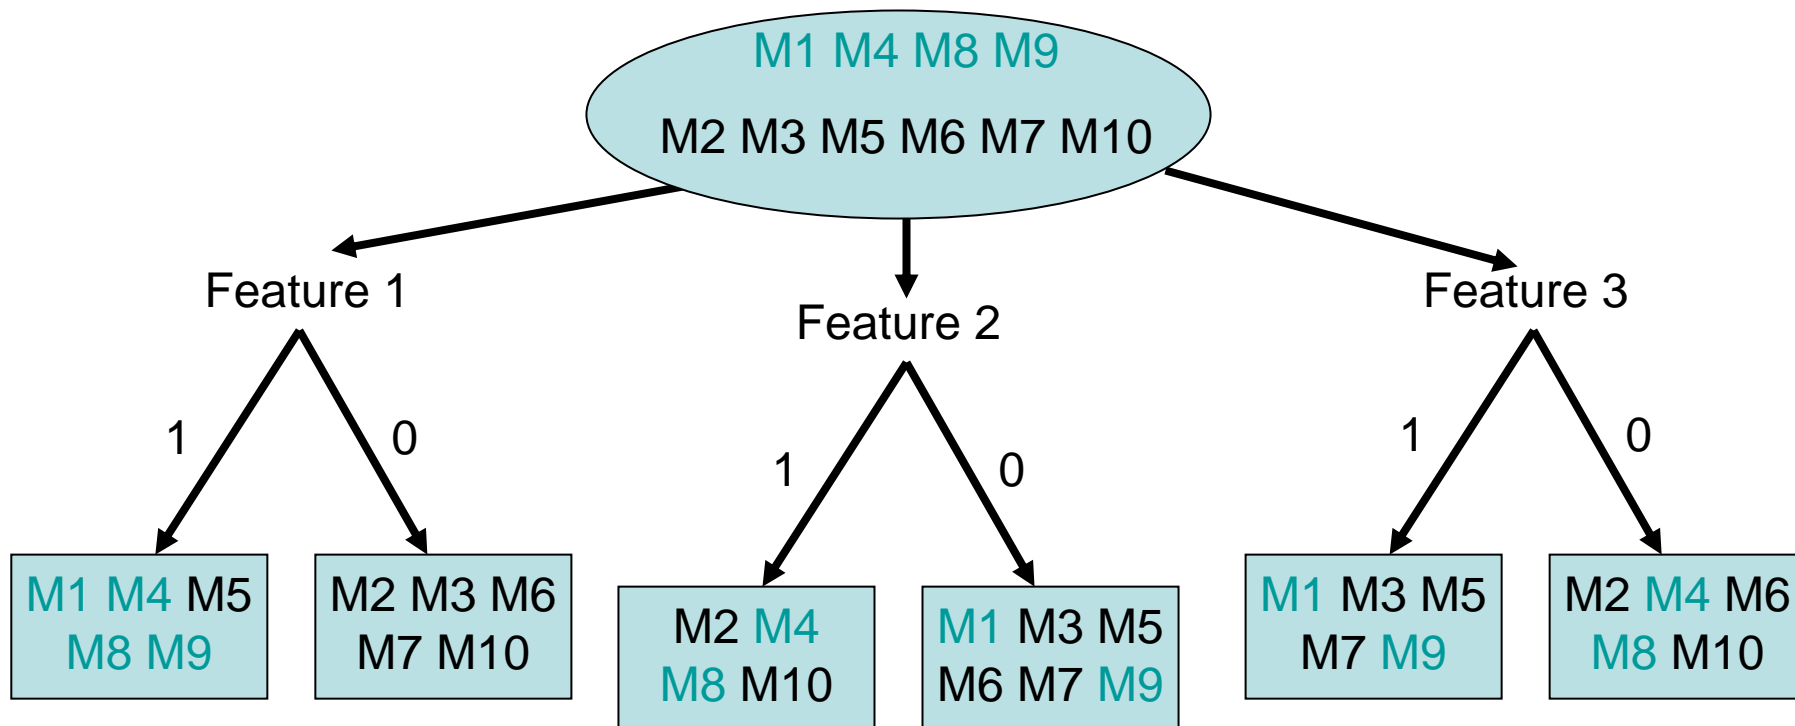 M1 M4 M8 M9
M2 M3 M5 M6 M7 M10
Feature 1
Feature 2
Feature 3
1
0
1
0
1
0
M1 M4 M5
M8 M9
M2 M3 M6
M7 M10
M2 M4
M8 M10
M1 M3 M5
M6 M7 M9
M1 M3 M5
M7 M9
M2 M4 M6
M8 M10